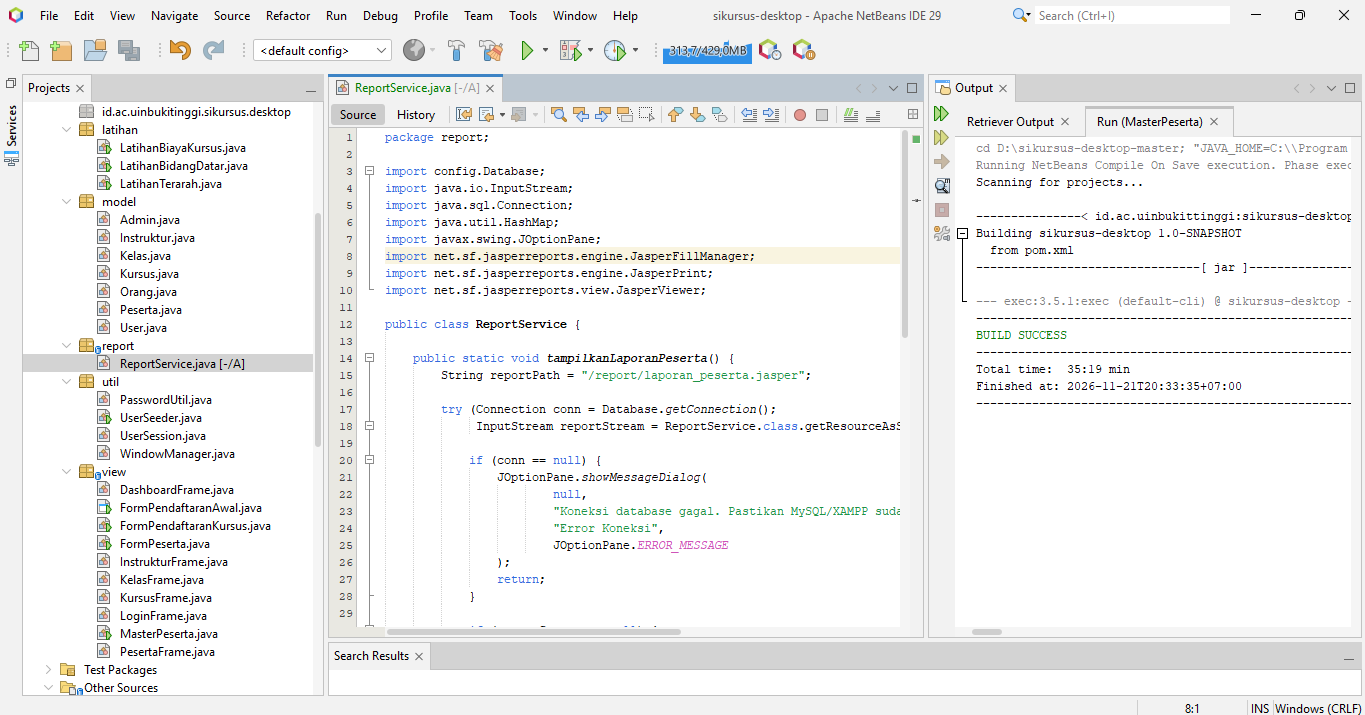 File Edit View Navigate Source Refactor Run Debug Profile Team Tools Window Help
sikursus-desktop - Apache NetBeans IDE 29
Search (Ctrl+I)
<default config>
313,7/429,0MB
Services
Projects
id.ac.uinbukitinggi.sikursus.desktop
latihan
LatihanBiayaKursus.java
LatihanBidangDatar.java
LatihanTerarah.java
model
Admin.java
Instruktur.java
Kelas.java
Kursus.java
Orang.java
Peserta.java
User.java
report
ReportService.java [-/A]
util
PasswordUtil.java
UserSeeder.java
UserSession.java
WindowManager.java
view
DashboardFrame.java
FormPendaftaranAwal.java
FormPendaftaranKursus.java
FormPeserta.java
InstrukturFrame.java
KelasFrame.java
KursusFrame.java
LoginFrame.java
MasterPeserta.java
PesertaFrame.java
Test Packages
Other Sources
ReportService.java [-/A]
Source History
1 package report;
2
3 import config.Database;
4 import java.io.InputStream;
5 import java.sql.Connection;
6 import java.util.HashMap;
7 import javax.swing.JOptionPane;
8 import net.sf.jasperreports.engine.JasperFillManager;
9 import net.sf.jasperreports.engine.JasperPrint;
10 import net.sf.jasperreports.view.JasperViewer;
11
12 public class ReportService {
13
14 public static void tampilkanLaporanPeserta() {
15 String reportPath = "/report/laporan_peserta.jasper";
16
17 try (Connection conn = Database.getConnection();
18 InputStream reportStream = ReportService.class.getResourceAsS
19
20 if (conn == null) {
21 JOptionPane.showMessageDialog(
22 null,
23 "Koneksi database gagal. Pastikan MySQL/XAMPP suda
24 "Error Koneksi",
25 JOptionPane.ERROR_MESSAGE
26 );
27 return;
28 }
29
Output
Retriever Output
Run (MasterPeserta)
cd D:\sikursus-desktop-master; "JAVA_HOME=C:\\Program
Running NetBeans Compile On Save execution. Phase exec
Scanning for projects...
---------------< id.ac.uinbukittinggi:sikursus-desktop
Building sikursus-desktop 1.0-SNAPSHOT
from pom.xml
--------------------------------[ jar ]---------------
--- exec:3.5.1:exec (default-cli) @ sikursus-desktop -
------------------------------------------------------
BUILD SUCCESS
------------------------------------------------------
Total time:  35:19 min
Finished at: 2026-11-21T20:33:35+07:00
------------------------------------------------------
Search Results
8:1 INS Windows (CRLF)